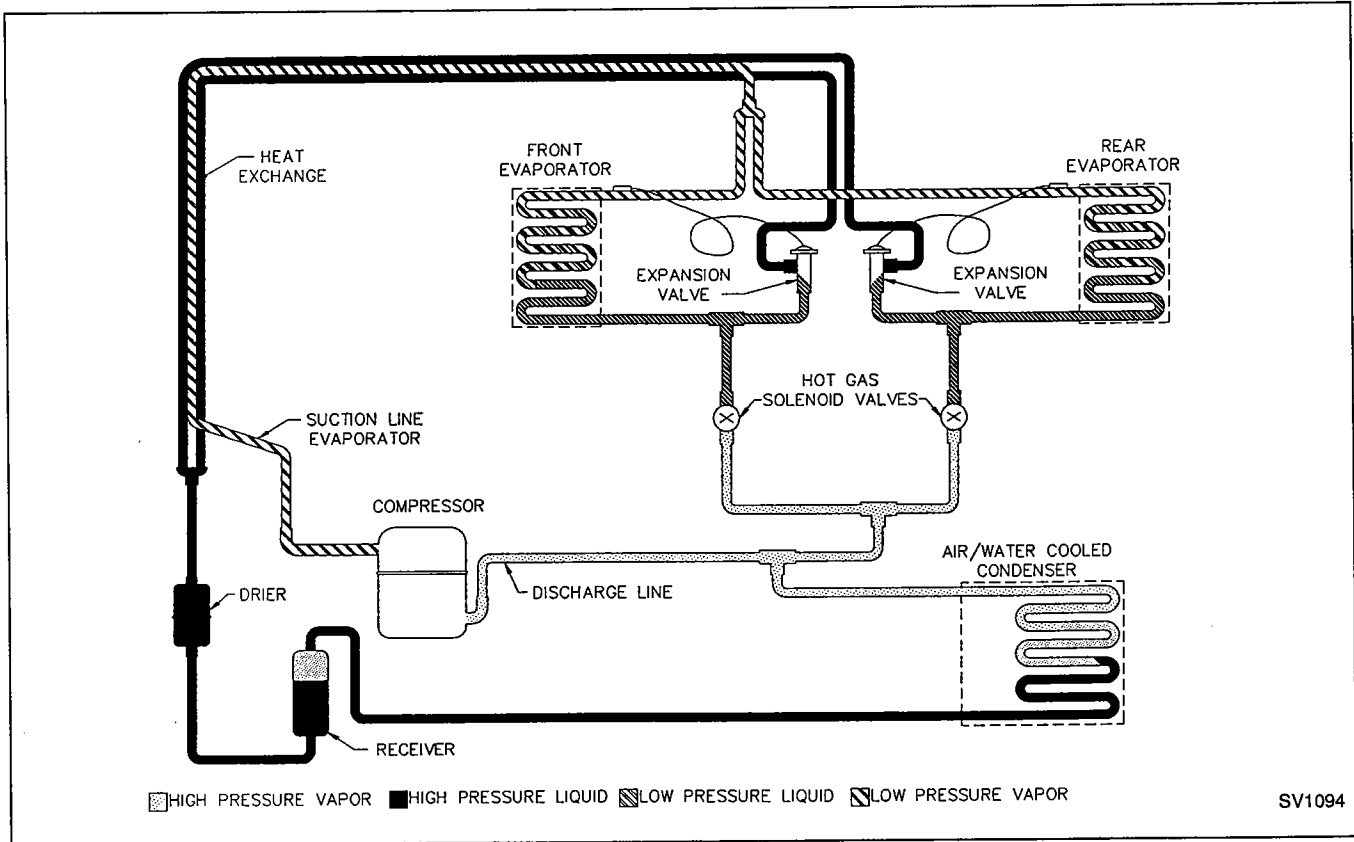 FRONT
EVAPORATOR
REAR
EVAPORATOR
HEAT
EXCHANGE
EXPANSION
VALVE
EXPANSION
VALVE
HOT GAS
SOLENOID VALVES
SUCTION LINE
EVAPORATOR
COMPRESSOR
AIR/WATER COOLED
CONDENSER
DRIER
DISCHARGE LINE
RECEIVER
HIGH PRESSURE VAPOR HIGH PRESSURE LIQUID LOW PRESSURE LIQUID LOW PRESSURE VAPOR
SV1094